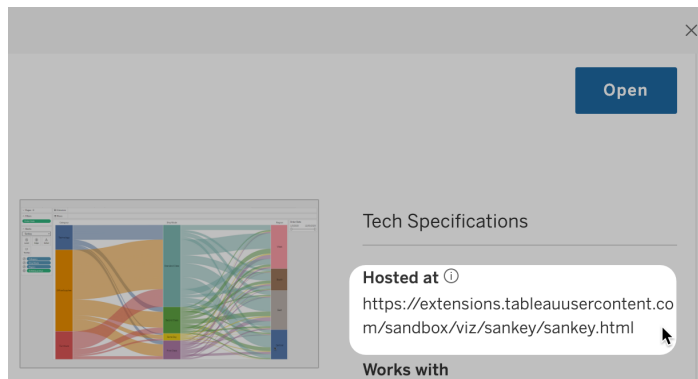 Open
Tech Specifications
Hosted at
https://extensions.tableauusercontent.co
m/sandbox/viz/sankey/sankey.html
Works with